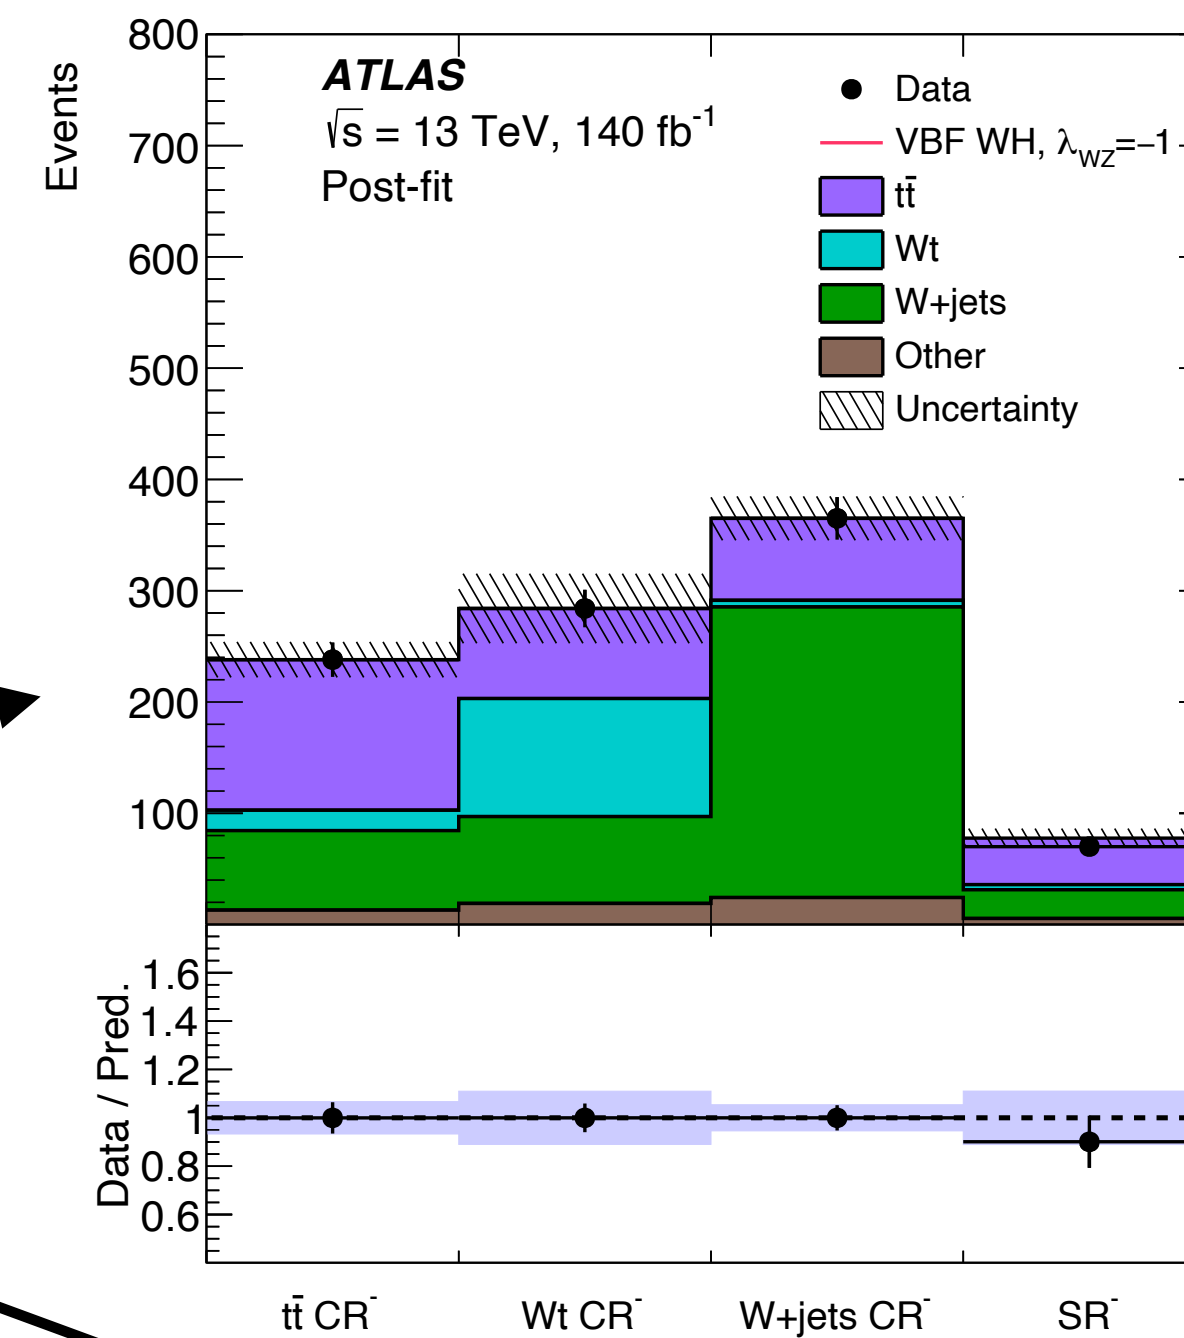 800
700
600
500
400
300
200
100
Events
ATLAS
√s = 13 TeV, 140 fb⁻¹
Post-fit
Data
VBF WH, λ_WZ=−1
tt̄
Wt
W+jets
Other
Uncertainty
1.6
1.4
1.2
1
0.8
0.6
Data / Pred.
tt̄ CR⁻
Wt CR⁻
W+jets CR⁻
SR⁻